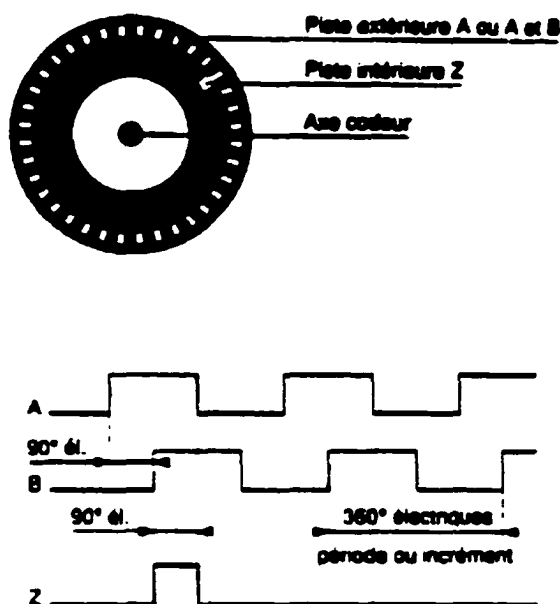 Piste extérieure A ou A et B
Piste intérieure Z
Axe codeur
A
90° él.
B
90° él.
360° électriques
période ou incrément
Z